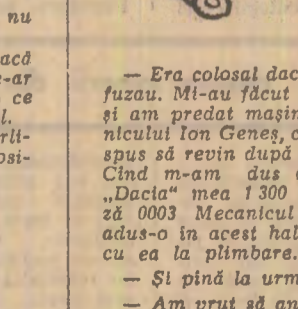 nu
acă
-ar
ce
l.
rli-
osi-
— Era colosal dac
fuzau. Mi-au făcut
și am predat mașin
nicului Ion Geneș, c
spus să revin după
Cînd m-am dus
„Dacia“ mea 1 300
ză 0003 Mecanicul
adus-o în acest hal
cu ea la plimbare.
— Și pînă la urm
— Am vrut să an